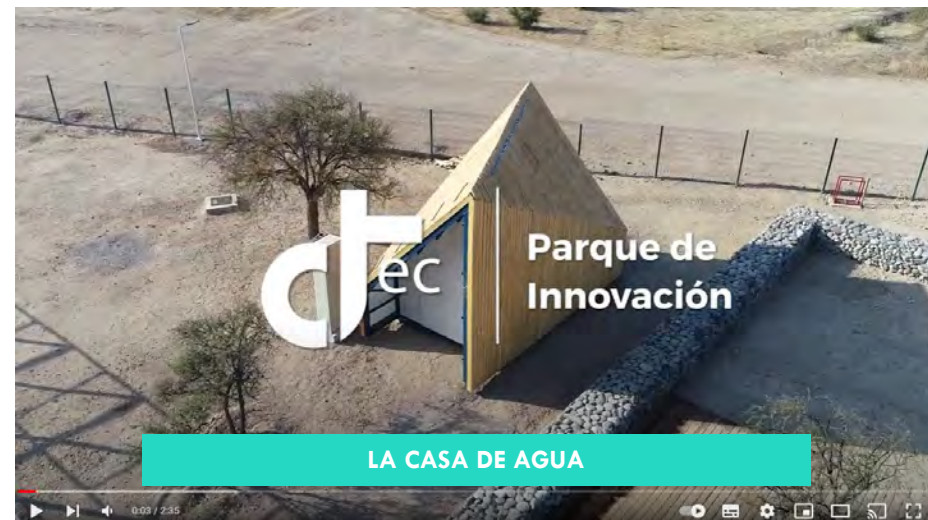 CTec
Parque de
Innovación
LA CASA DE AGUA
0:03 / 2:35